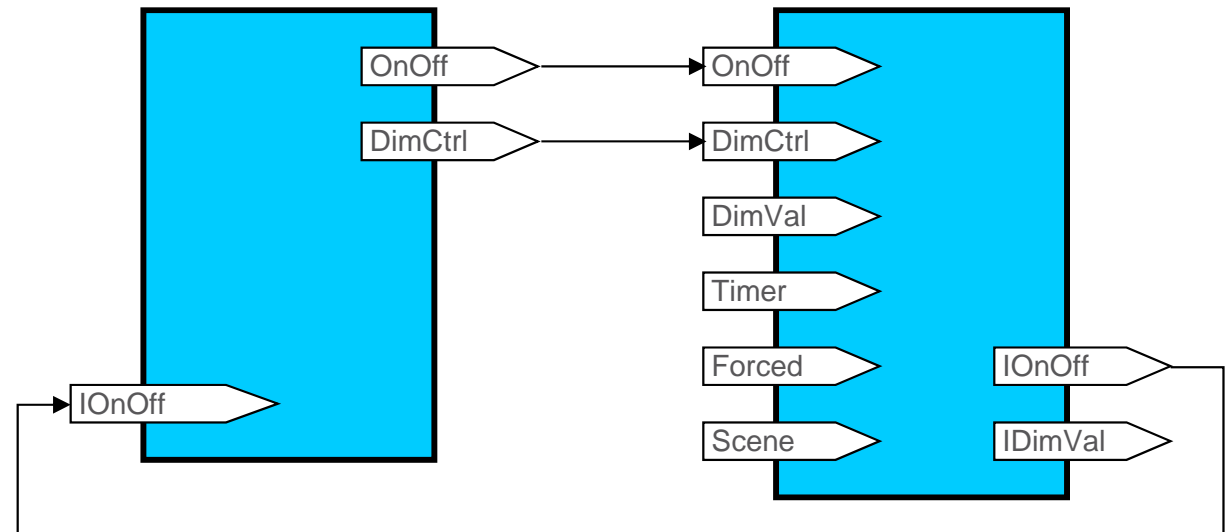 OnOff
DimCtrl
IOnOff
OnOff
DimCtrl
DimVal
Timer
Forced
Scene
IOnOff
IDimVal